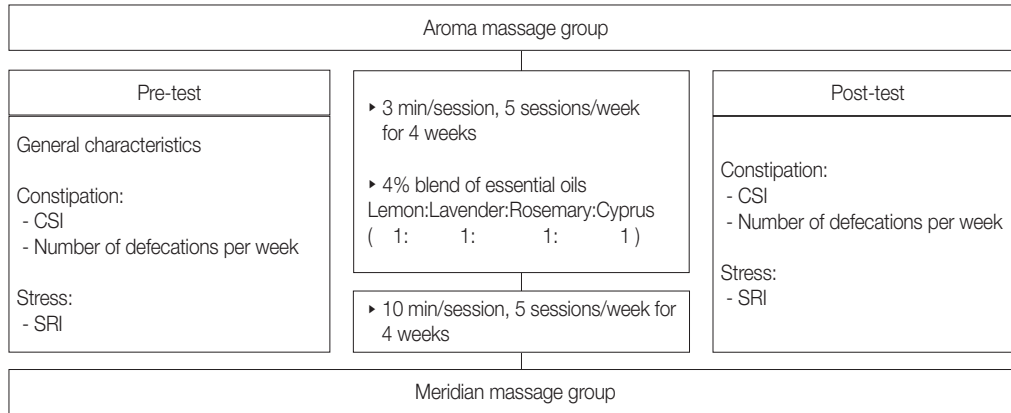 Aroma massage group
Pre-test
General characteristics
Constipation:
- CSI
- Number of defecations per week
Stress:
- SRI
‣ 3 min/session, 5 sessions/week
for 4 weeks
‣ 4% blend of essential oils
Lemon:Lavender:Rosemary:Cyprus
( 1: 1: 1: 1 )
‣ 10 min/session, 5 sessions/week for
4 weeks
Post-test
Constipation:
- CSI
- Number of defecations per week
Stress:
- SRI
Meridian massage group